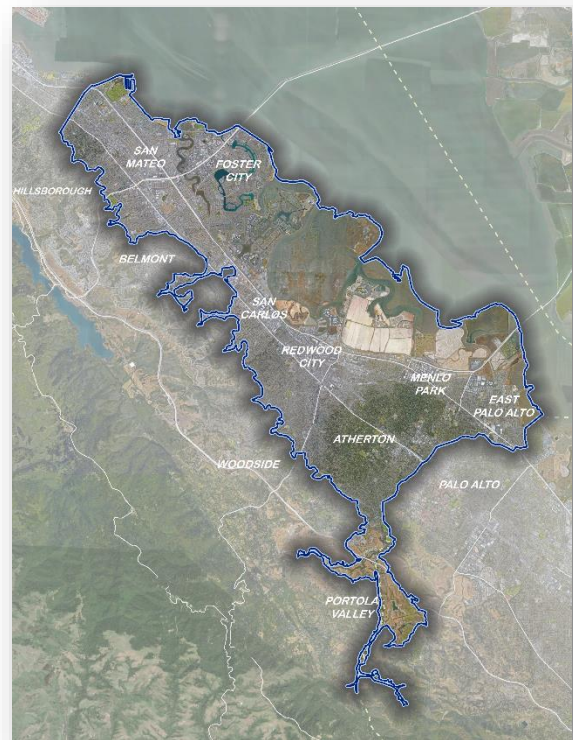 SAN
MATEO
FOSTER
CITY
HILLSBOROUGH
BELMONT
SAN
CARLOS
REDWOOD
CITY
MENLO
PARK
EAST
PALO ALTO
ATHERTON
WOODSIDE
PALO ALTO
PORTOLA
VALLEY